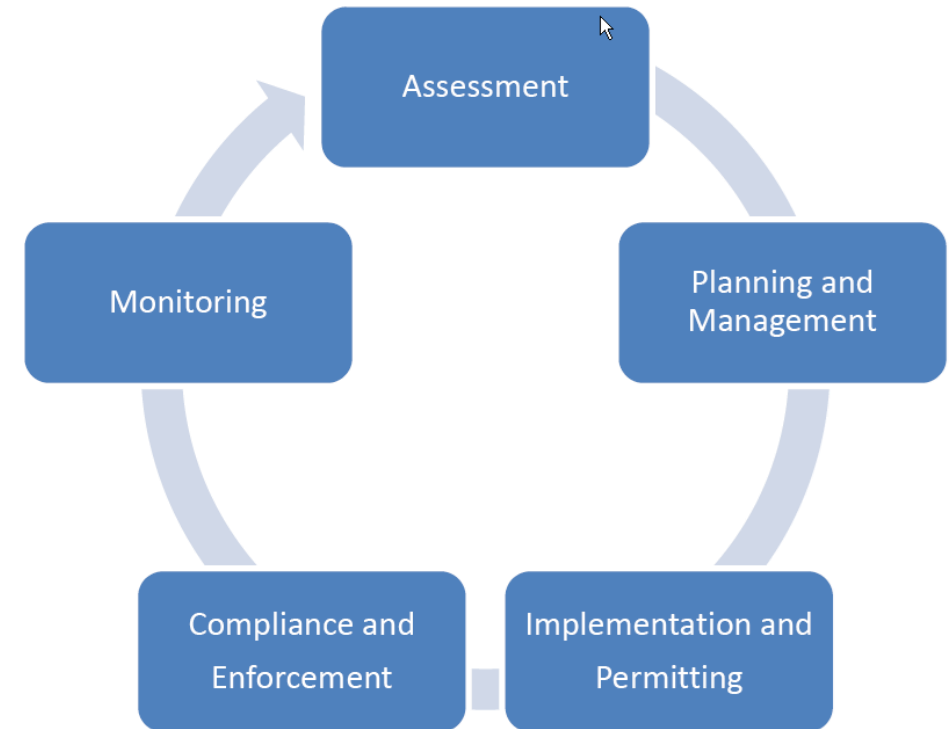 Assessment
Planning and
Management
Implementation and
Permitting
Compliance and
Enforcement
Monitoring